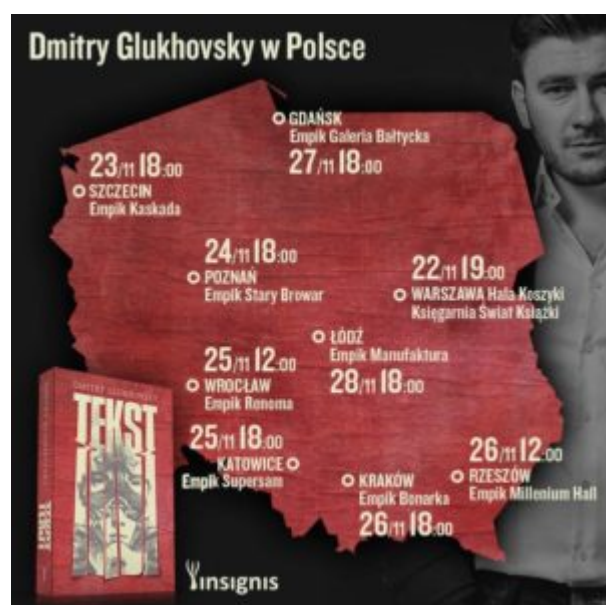 Dmitry Glukhovsky w Polsce
GDAŃSK
Empik Galeria Bałtycka
27/11 18:00
23/11 18:00
SZCZECIN
Empik Kaskada
24/11 18:00
POZNAŃ
Empik Stary Browar
22/11 19:00
WARSZAWA Hala Koszyki
Księgarnia Świat Książki
ŁÓDŹ
Empik Manufaktura
28/11 18:00
25/11 12:00
WROCŁAW
Empik Renoma
25/11 18:00
KATOWICE
Empik Supersam
26/11 12:00
RZESZÓW
Empik Millenium Hall
KRAKÓW
Empik Bonarka
26/11 18:00
DMITRY GLUKHOVSKY
TEKST
TEKST
insignis